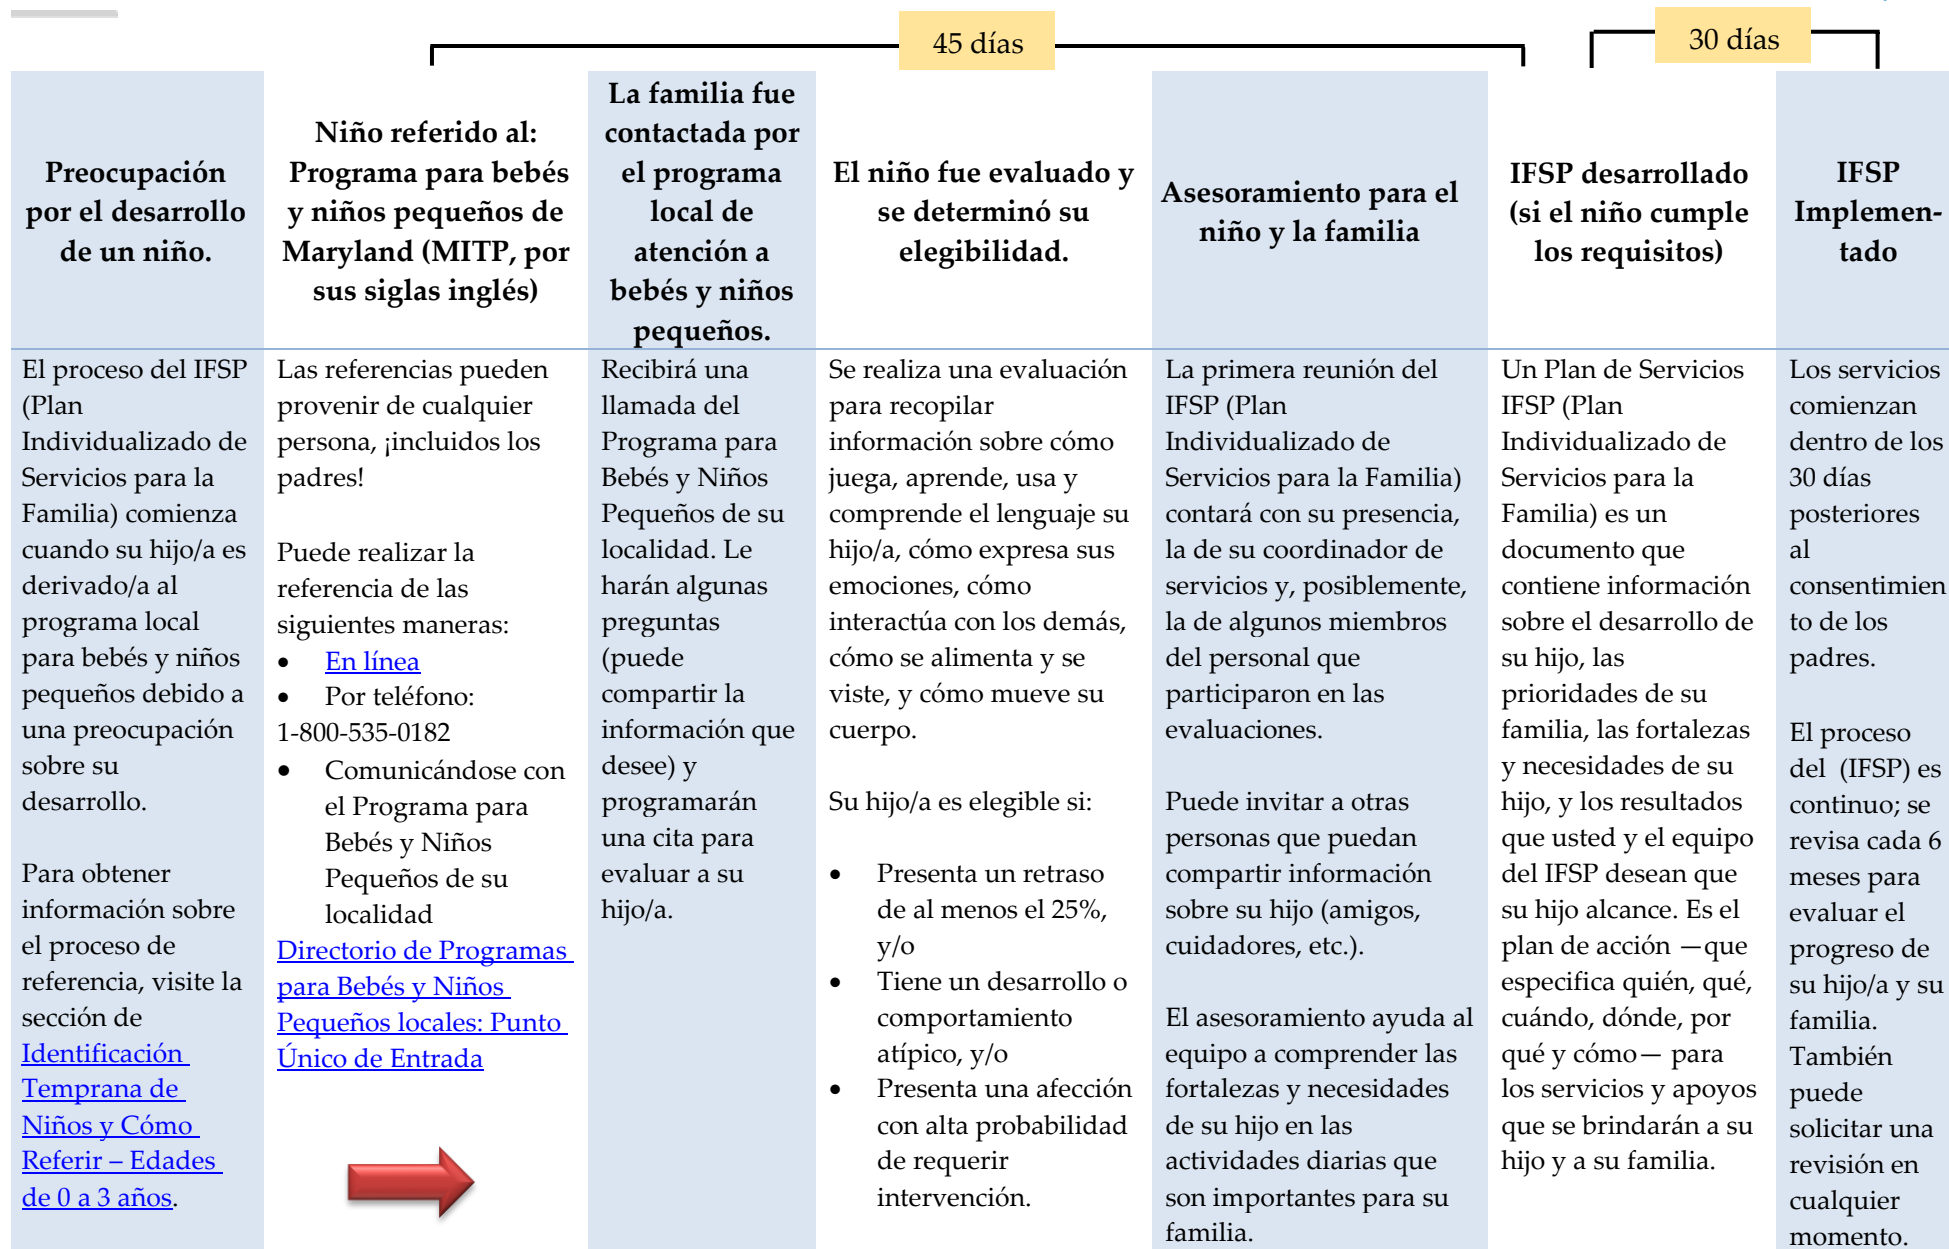 45 días
30 días
Preocupación
por el desarrollo
de un niño.
Niño referido al:
Programa para bebés
y niños pequeños de
Maryland (MITP, por
sus siglas inglés)
La familia fue
contactada por
el programa
local de
atención a
bebés y niños
pequeños.
El niño fue evaluado y
se determinó su
elegibilidad.
Asesoramiento para el
niño y la familia
IFSP desarrollado
(si el niño cumple
los requisitos)
IFSP
Implemen-
tado
El proceso del IFSP
(Plan
Individualizado de
Servicios para la
Familia) comienza
cuando su hijo/a es
derivado/a al
programa local
para bebés y niños
pequeños debido a
una preocupación
sobre su
desarrollo.
Para obtener
información sobre
el proceso de
referencia, visite la
sección de
Identificación
Temprana de
Niños y Cómo
Referir – Edades
de 0 a 3 años.
Las referencias pueden
provenir de cualquier
persona, ¡incluidos los
padres!
Puede realizar la
referencia de las
siguientes maneras:
• En línea
• Por teléfono:
1-800-535-0182
• Comunicándose con
el Programa para
Bebés y Niños
Pequeños de su
localidad
Directorio de Programas
para Bebés y Niños
Pequeños locales: Punto
Único de Entrada
Recibirá una
llamada del
Programa para
Bebés y Niños
Pequeños de su
localidad. Le
harán algunas
preguntas
(puede
compartir la
información que
desee) y
programarán
una cita para
evaluar a su
hijo/a.
Se realiza una evaluación
para recopilar
información sobre cómo
juega, aprende, usa y
comprende el lenguaje su
hijo/a, cómo expresa sus
emociones, cómo
interactúa con los demás,
cómo se alimenta y se
viste, y cómo mueve su
cuerpo.
Su hijo/a es elegible si:
• Presenta un retraso
de al menos el 25%,
y/o
• Tiene un desarrollo o
comportamiento
atípico, y/o
• Presenta una afección
con alta probabilidad
de requerir
intervención.
La primera reunión del
IFSP (Plan
Individualizado de
Servicios para la Familia)
contará con su presencia,
la de su coordinador de
servicios y, posiblemente,
la de algunos miembros
del personal que
participaron en las
evaluaciones.
Puede invitar a otras
personas que puedan
compartir información
sobre su hijo (amigos,
cuidadores, etc.).
El asesoramiento ayuda al
equipo a comprender las
fortalezas y necesidades
de su hijo en las
actividades diarias que
son importantes para su
familia.
Un Plan de Servicios
IFSP (Plan
Individualizado de
Servicios para la
Familia) es un
documento que
contiene información
sobre el desarrollo de
su hijo, las
prioridades de su
familia, las fortalezas
y necesidades de su
hijo, y los resultados
que usted y el equipo
del IFSP desean que
su hijo alcance. Es el
plan de acción —que
especifica quién, qué,
cuándo, dónde, por
qué y cómo— para
los servicios y apoyos
que se brindarán a su
hijo y a su familia.
Los servicios
comienzan
dentro de los
30 días
posteriores
al
consentimien
to de los
padres.
El proceso
del (IFSP) es
continuo; se
revisa cada 6
meses para
evaluar el
progreso de
su hijo/a y su
familia.
También
puede
solicitar una
revisión en
cualquier
momento.